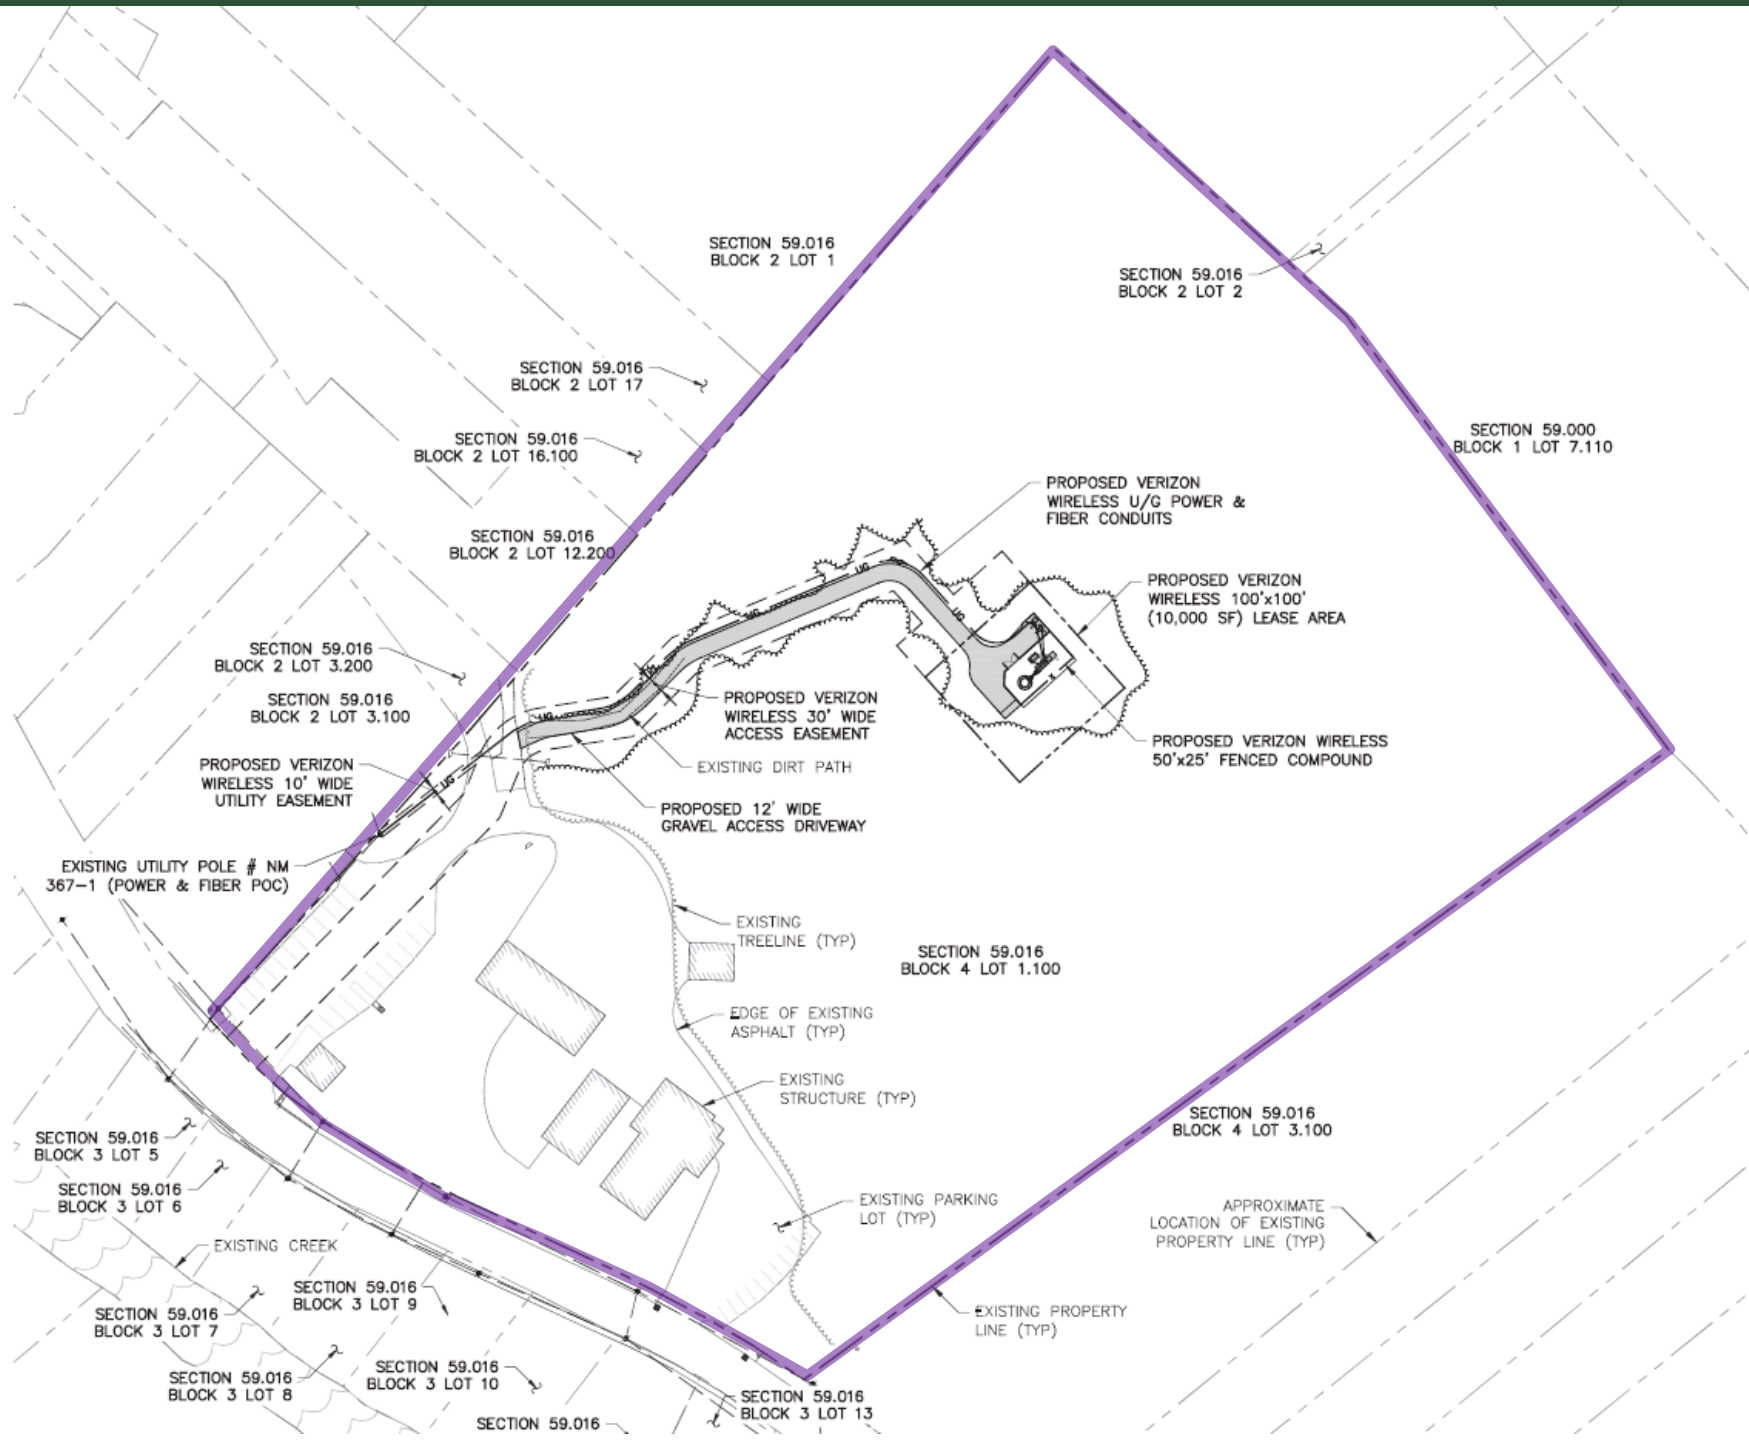 SECTION 59.016
BLOCK 2 LOT 1
SECTION 59.016
BLOCK 2 LOT 2
SECTION 59.016
BLOCK 2 LOT 17
SECTION 59.016
BLOCK 2 LOT 16.100
SECTION 59.000
BLOCK 1 LOT 7.110
PROPOSED VERIZON
WIRELESS U/G POWER &
FIBER CONDUITS
SECTION 59.016
BLOCK 2 LOT 12.200
PROPOSED VERIZON
WIRELESS 100'x100'
(10,000 SF) LEASE AREA
SECTION 59.016
BLOCK 2 LOT 3.200
SECTION 59.016
BLOCK 2 LOT 3.100
PROPOSED VERIZON
WIRELESS 30' WIDE
ACCESS EASEMENT
EXISTING DIRT PATH
PROPOSED VERIZON WIRELESS
50'x25' FENCED COMPOUND
PROPOSED VERIZON
WIRELESS 10' WIDE
UTILITY EASEMENT
PROPOSED 12' WIDE
GRAVEL ACCESS DRIVEWAY
EXISTING UTILITY POLE # NM
367-1 (POWER & FIBER POC)
UG
UG
UG
UG
UG
EXISTING
TREELINE (TYP)
SECTION 59.016
BLOCK 4 LOT 1.100
EDGE OF EXISTING
ASPHALT (TYP)
EXISTING
STRUCTURE (TYP)
SECTION 59.016
BLOCK 4 LOT 3.100
SECTION 59.016
BLOCK 3 LOT 5
SECTION 59.016
BLOCK 3 LOT 6
EXISTING PARKING
LOT (TYP)
APPROXIMATE
LOCATION OF EXISTING
PROPERTY LINE (TYP)
EXISTING CREEK
SECTION 59.016
BLOCK 3 LOT 9
SECTION 59.016
BLOCK 3 LOT 7
EXISTING PROPERTY
LINE (TYP)
SECTION 59.016
BLOCK 3 LOT 8
SECTION 59.016
BLOCK 3 LOT 10
SECTION 59.016
BLOCK 3 LOT 13
SECTION 59.016